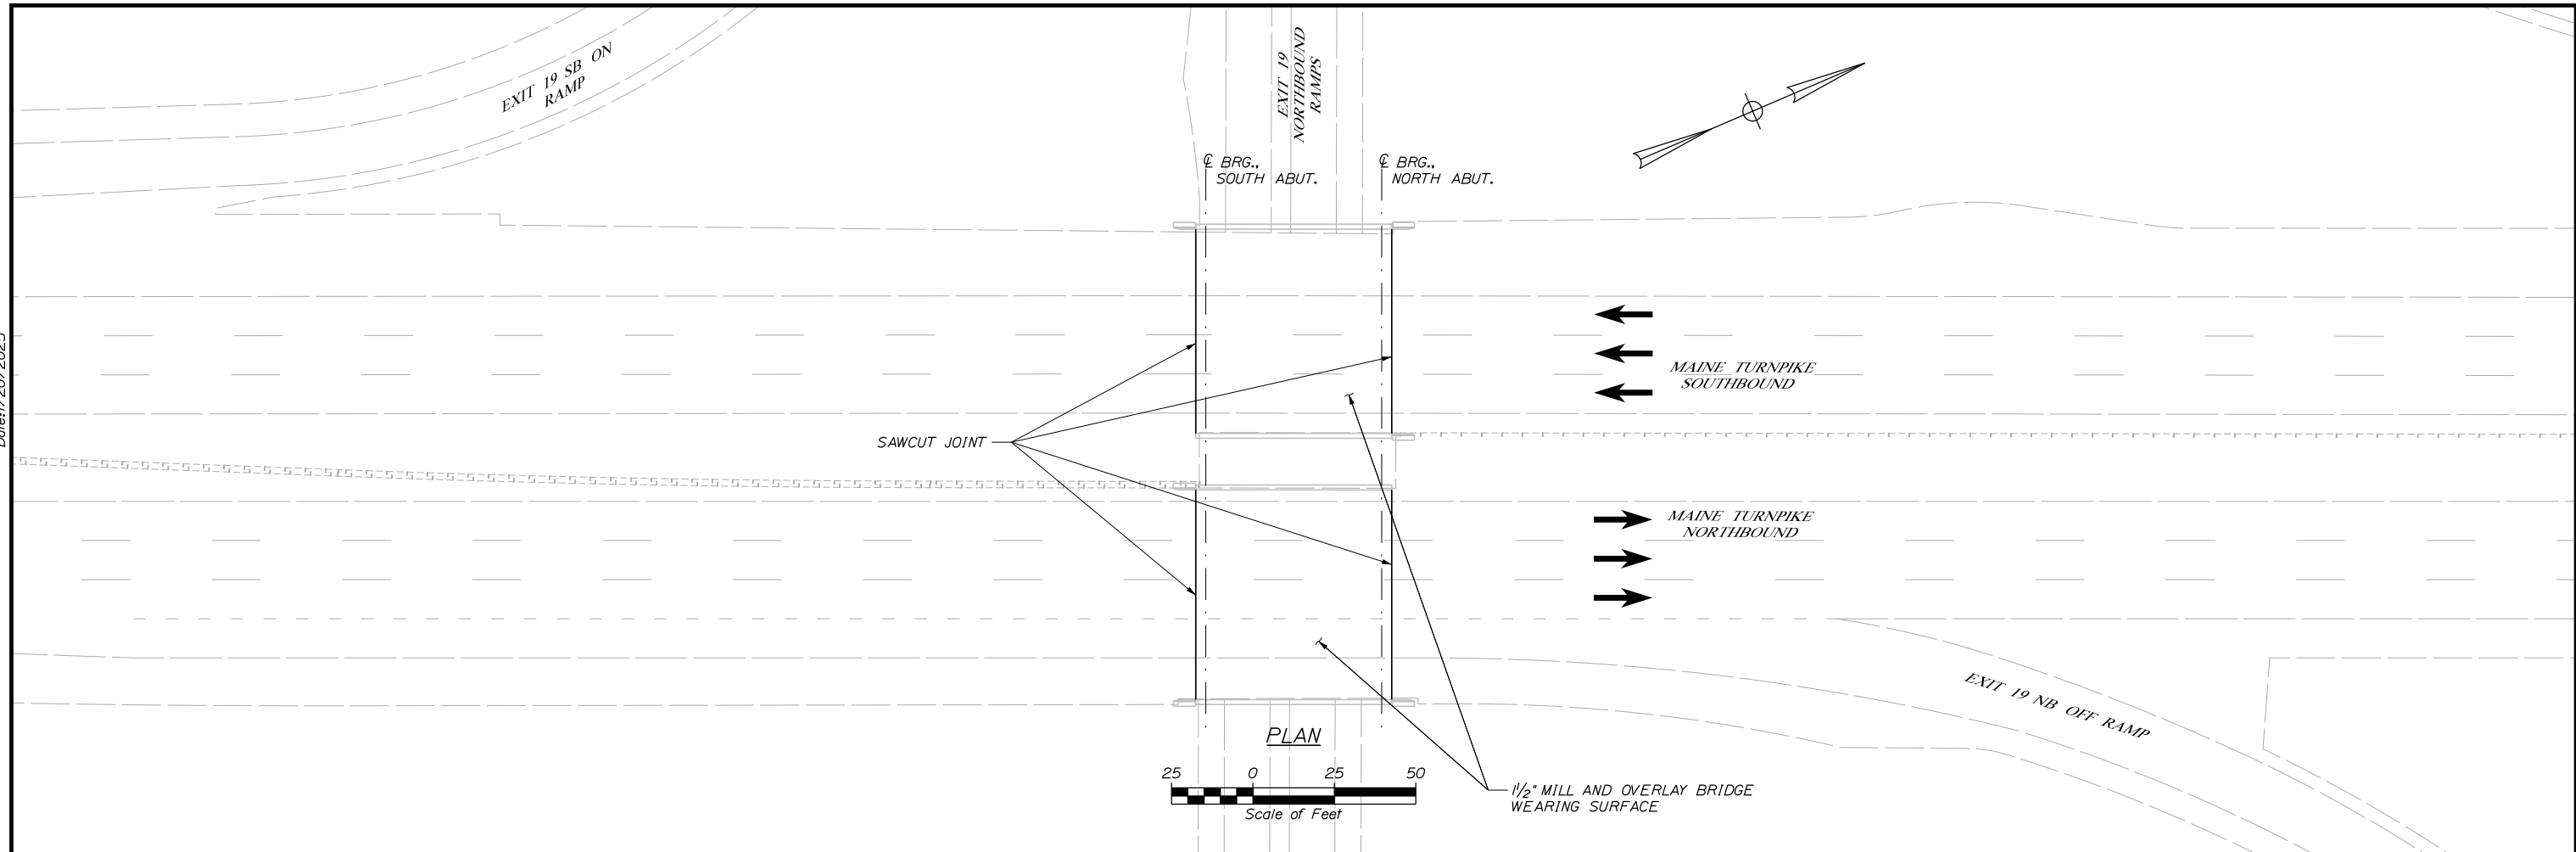 EXIT 19 SB ON
RAMP
EXIT 19
NORTHBOUND
RAMPS
℄ BRG.,
SOUTH ABUT.
℄ BRG.,
NORTH ABUT.
MAINE TURNPIKE
SOUTHBOUND
SAWCUT JOINT
MAINE TURNPIKE
NORTHBOUND
EXIT 19 NB OFF RAMP
PLAN
25 0 25 50
Scale of Feet
1½" MILL AND OVERLAY BRIDGE
WEARING SURFACE